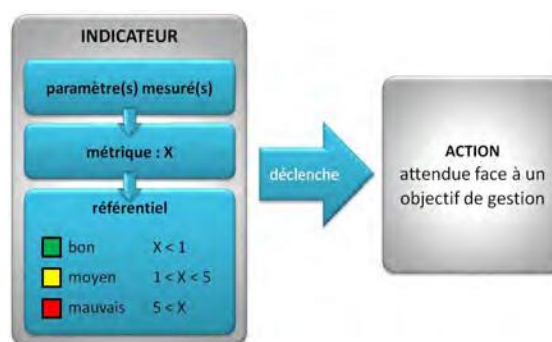 INDICATEUR
paramètre(s) mesuré(s)
métrique : X
référentiel
bon X < 1
moyen 1 < X < 5
mauvais 5 < X
déclenche
ACTION
attendue face à un
objectif de gestion